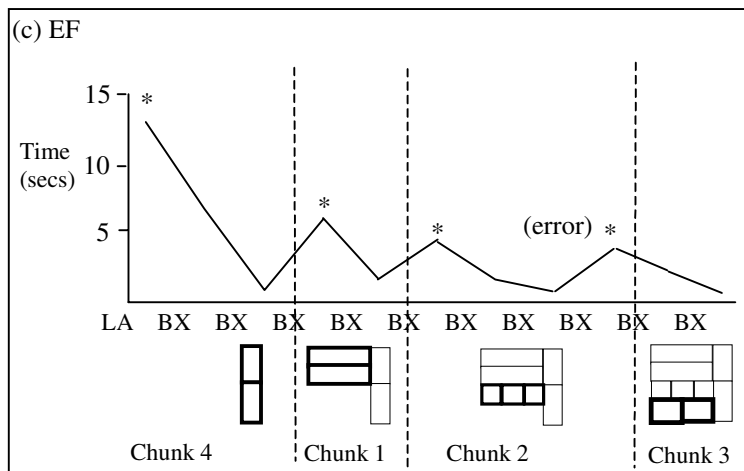 (c) EF
15
*
Time
(secs)
10
*
5
*
(error)
*
LA BX BX BX BX BX BX BX BX BX BX
Chunk 4 Chunk 1 Chunk 2 Chunk 3